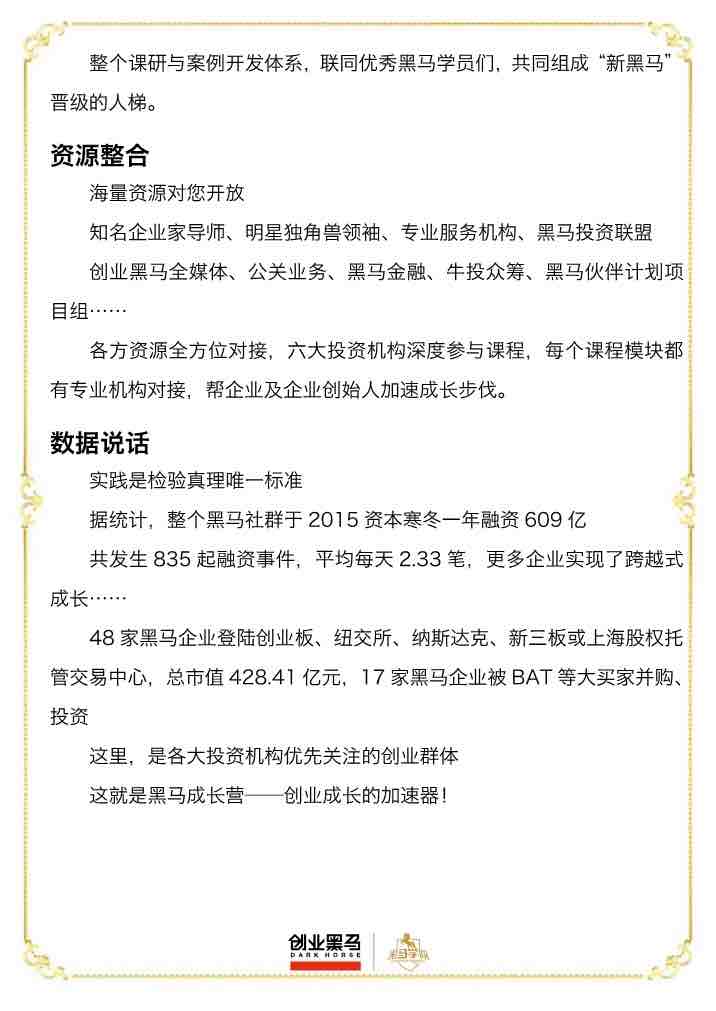 整个课研与案例开发体系，联同优秀黑马学员们，共同组成“新黑马”
晋级的人梯。
资源整合
海量资源对您开放
知名企业家导师、明星独角兽领袖、专业服务机构、黑马投资联盟
创业黑马全媒体、公关业务、黑马金融、牛投众筹、黑马伙伴计划项
目组……
各方资源全方位对接，六大投资机构深度参与课程，每个课程模块都
有专业机构对接，帮企业及企业创始人加速成长步伐。
数据说话
实践是检验真理唯一标准
据统计，整个黑马社群于 2015 资本寒冬一年融资 609 亿
共发生 835 起融资事件，平均每天 2.33 笔，更多企业实现了跨越式
成长……
48 家黑马企业登陆创业板、纽交所、纳斯达克、新三板或上海股权托
管交易中心，总市值 428.41 亿元，17 家黑马企业被 BAT 等大买家并购、
投资
这里，是各大投资机构优先关注的创业群体
这就是黑马成长营——创业成长的加速器！
创业黑马
DARK HORSE
黑马学院